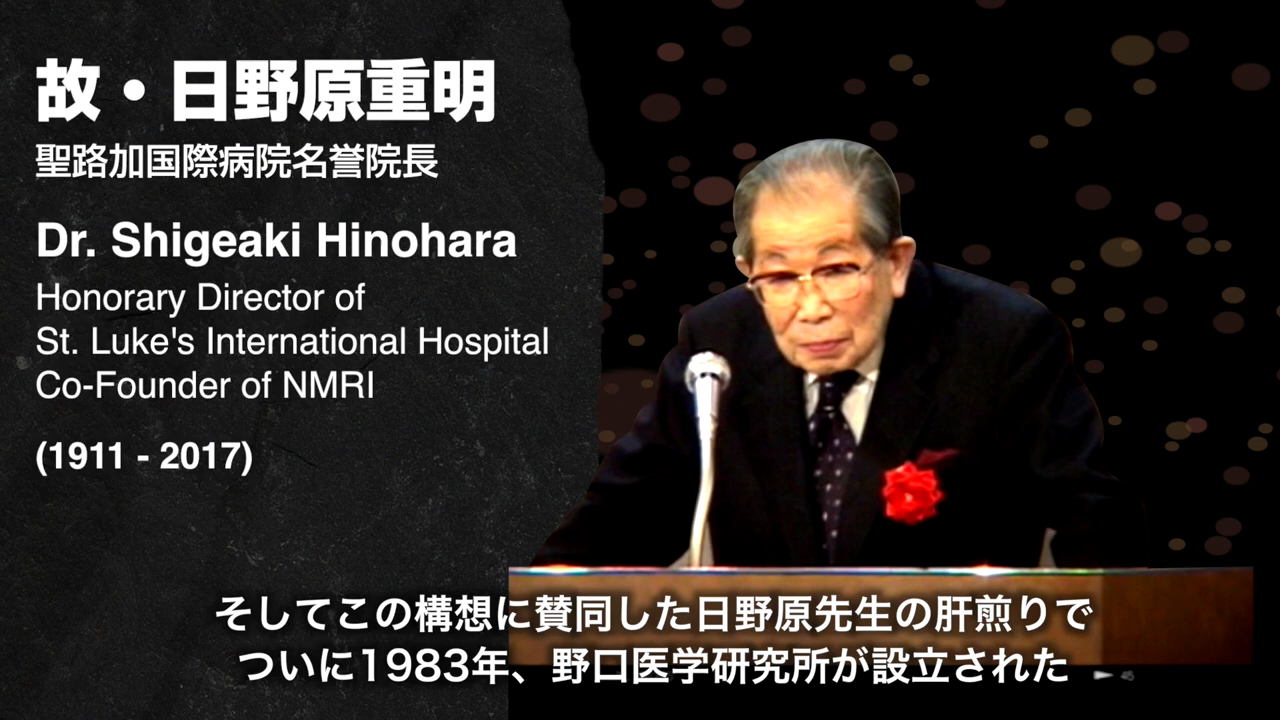 故・日野原重明
聖路加国際病院名誉院長
Dr. Shigeaki Hinohara
Honorary Director of
St. Luke's International Hospital
Co-Founder of NMRI
(1911 - 2017)
そしてこの構想に賛同した日野原先生の肝煎りで
ついに1983年、野口医学研究所が設立された